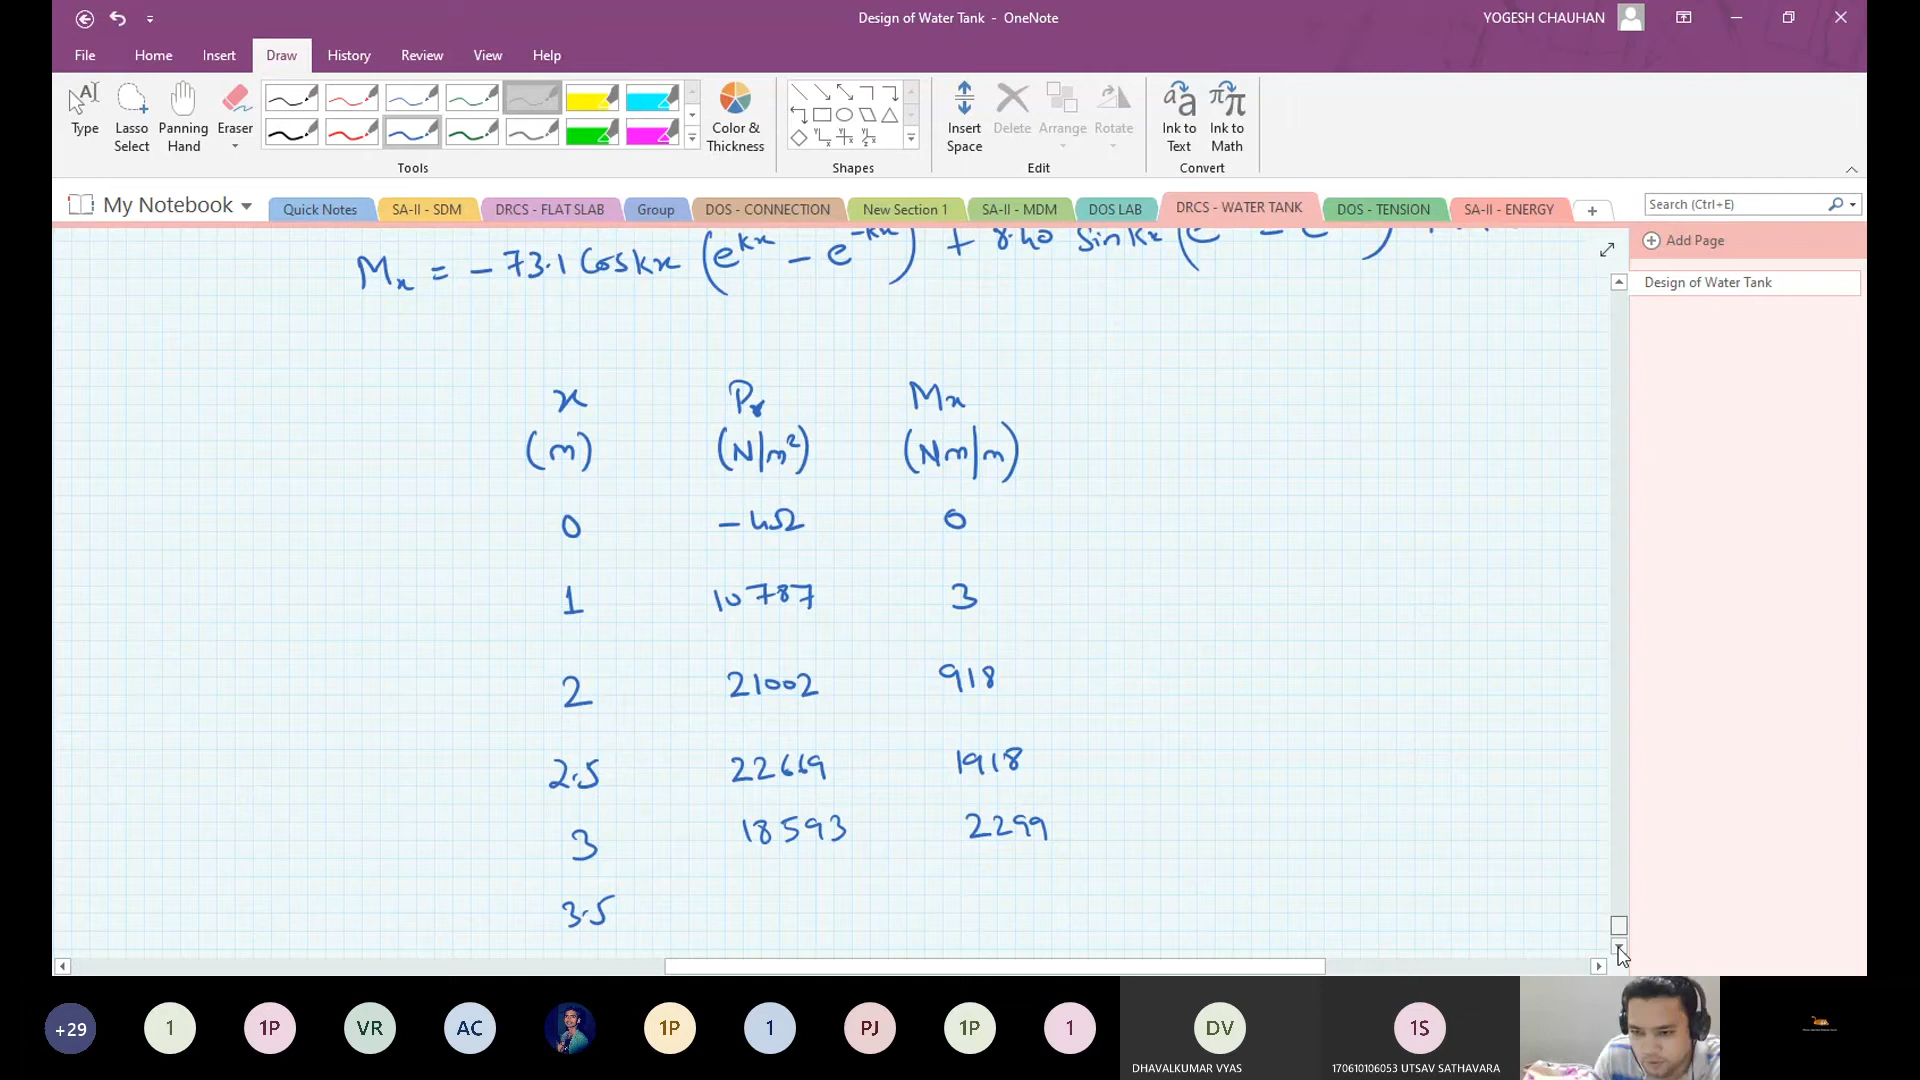 Design of Water Tank - OneNote
YOGESH CHAUHAN
File Home Insert Draw History Review View Help
Type
Lasso Select
Panning Hand
Eraser
Color & Thickness
Insert Space
Delete
Arrange
Rotate
Ink to Text
Ink to Math
Tools
Shapes
Edit
Convert
My Notebook
Quick Notes
SA-II - SDM
DRCS - FLAT SLAB
Group
DOS - CONNECTION
New Section 1
SA-II - MDM
DOS LAB
DRCS - WATER TANK
DOS - TENSION
SA-II - ENERGY
Search (Ctrl+E)
Add Page
Design of Water Tank
Mx = - 73.1 Coskx (e^kx - e^-kx) + 8.40 sinkx
x Pr Mx
(m) (N/m²) (Nm/m)
0 0
1 10787 3
2 21002 918
2.5 22669 1918
3 18593 2299
3.5
+29
1
1P
VR
AC
1P
1
PJ
1P
1
DV
DHAVALKUMAR VYAS
1S
170610106053 UTSAV SATHAVARA